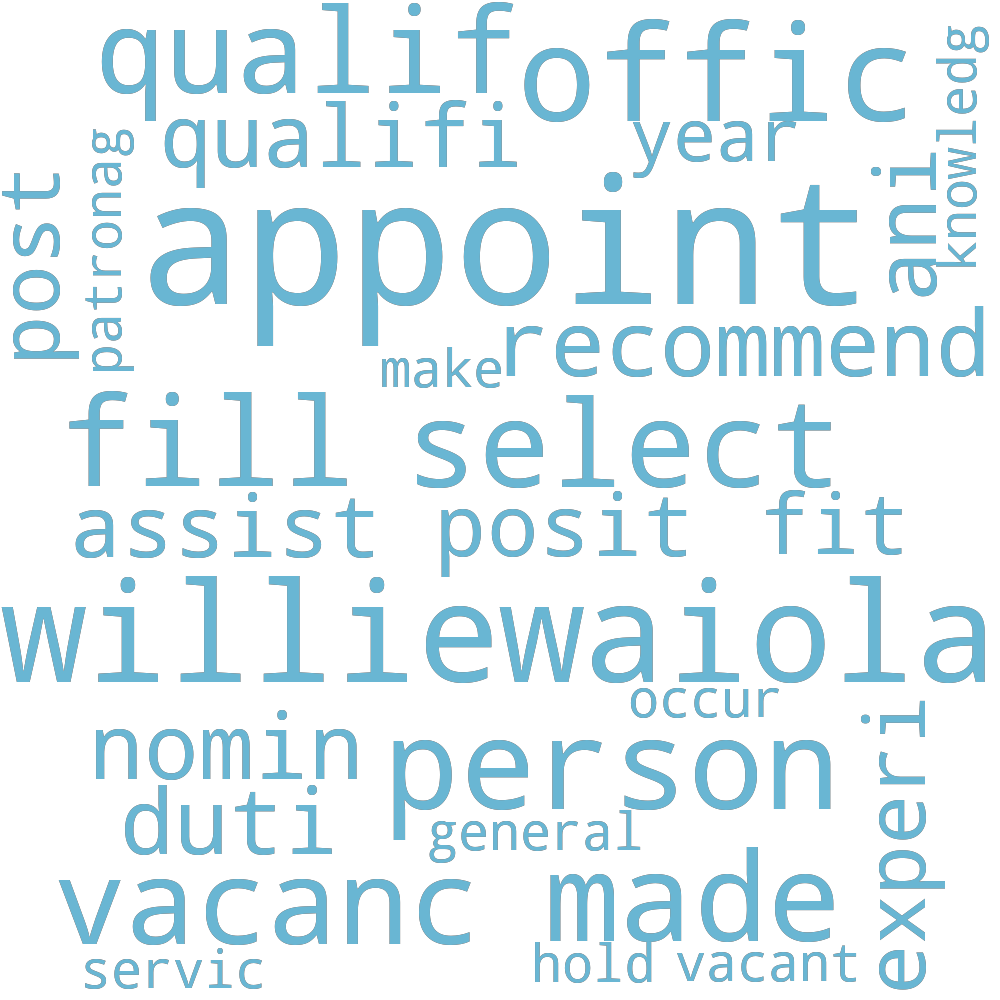 qualif offic
qualifi year
knowledg
patronag
post
ani
appoint
recommend
make
fill select
assist posit fit
williewaiola
occur
nomin person
experi
duti
general
vacanc made
servic hold vacant